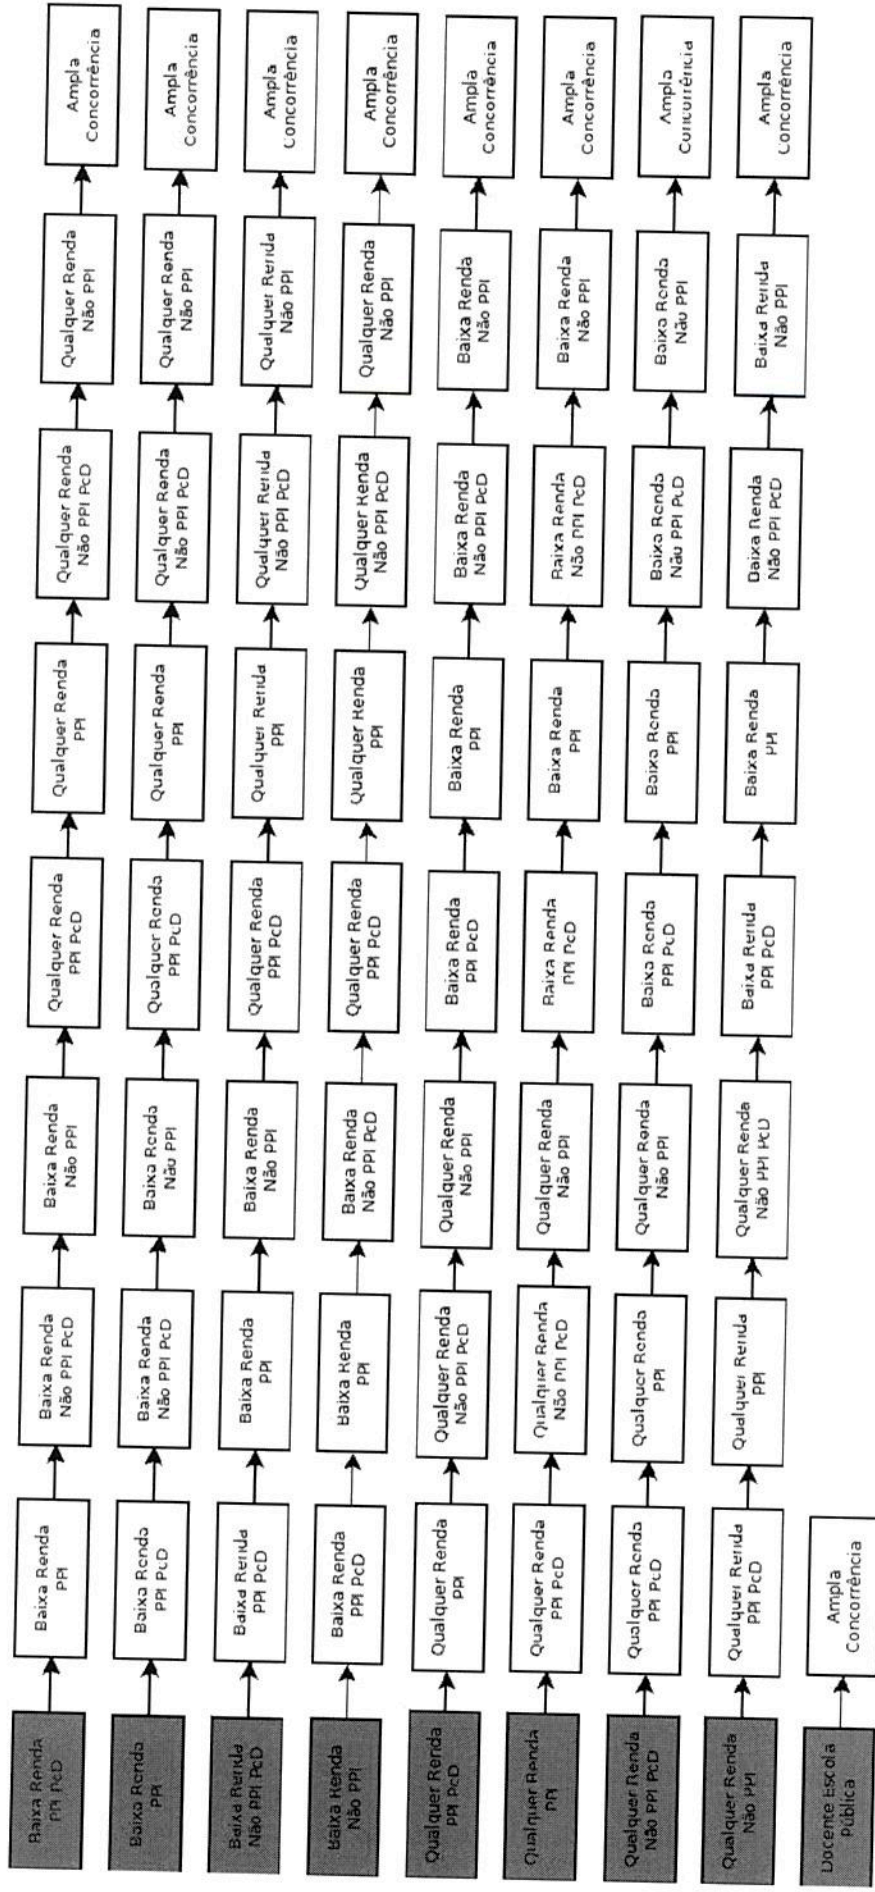 Baixa Renda
PPI PcD
Baixa Renda
PPI
Baixa Renda
Não PPI PcD
Baixa Renda
Não PPI
Qualquer Renda
PPI PcD
Qualquer Renda
PPI
Qualquer Renda
Não PPI PcD
Qualquer Renda
Não PPI
Ampla
Concorrência
Baixa Renda
PPI
Baixa Renda
PPI PcD
Baixa Renda
Não PPI PcD
Baixa Renda
Não PPI
Qualquer Renda
PPI PcD
Qualquer Renda
PPI
Qualquer Renda
Não PPI PcD
Qualquer Renda
Não PPI
Ampla
Concorrência
Baixa Renda
Não PPI PcD
Baixa Renda
PPI PcD
Baixa Renda
PPI
Baixa Renda
Não PPI
Qualquer Renda
PPI PcD
Qualquer Renda
PPI
Qualquer Renda
Não PPI PcD
Qualquer Renda
Não PPI
Ampla
Concorrência
Baixa Renda
Não PPI
Baixa Renda
PPI PcD
Baixa Renda
PPI
Baixa Renda
Não PPI PcD
Qualquer Renda
PPI PcD
Qualquer Renda
PPI
Qualquer Renda
Não PPI PcD
Qualquer Renda
Não PPI
Ampla
Concorrência
Qualquer Renda
PPI PcD
Qualquer Renda
PPI
Qualquer Renda
Não PPI PcD
Qualquer Renda
Não PPI
Baixa Renda
PPI PcD
Baixa Renda
PPI
Baixa Renda
Não PPI PcD
Baixa Renda
Não PPI
Ampla
Concorrência
Qualquer Renda
PPI
Qualquer Renda
PPI PcD
Qualquer Renda
Não PPI PcD
Qualquer Renda
Não PPI
Baixa Renda
PPI PcD
Baixa Renda
PPI
Baixa Renda
Não PPI PcD
Baixa Renda
Não PPI
Ampla
Concorrência
Qualquer Renda
Não PPI PcD
Qualquer Renda
PPI PcD
Qualquer Renda
PPI
Qualquer Renda
Não PPI
Baixa Renda
PPI PcD
Baixa Renda
PPI
Baixa Renda
Não PPI PcD
Baixa Renda
Não PPI
Ampla
Concorrência
Qualquer Renda
Não PPI
Qualquer Renda
PPI PcD
Qualquer Renda
PPI
Qualquer Renda
Não PPI PcD
Baixa Renda
PPI PcD
Baixa Renda
PPI
Baixa Renda
Não PPI PcD
Baixa Renda
Não PPI
Ampla
Concorrência
Docente Escola
Pública
Ampla
Concorrência